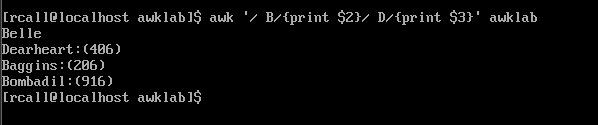 [rcall@localhost awklab]$ awk '/ B/{print $2}/ D/{print $3}' awklab
Belle
Dearheart:(406)
Baggins:(206)
Bombadil:(916)
[rcall@localhost awklab]$